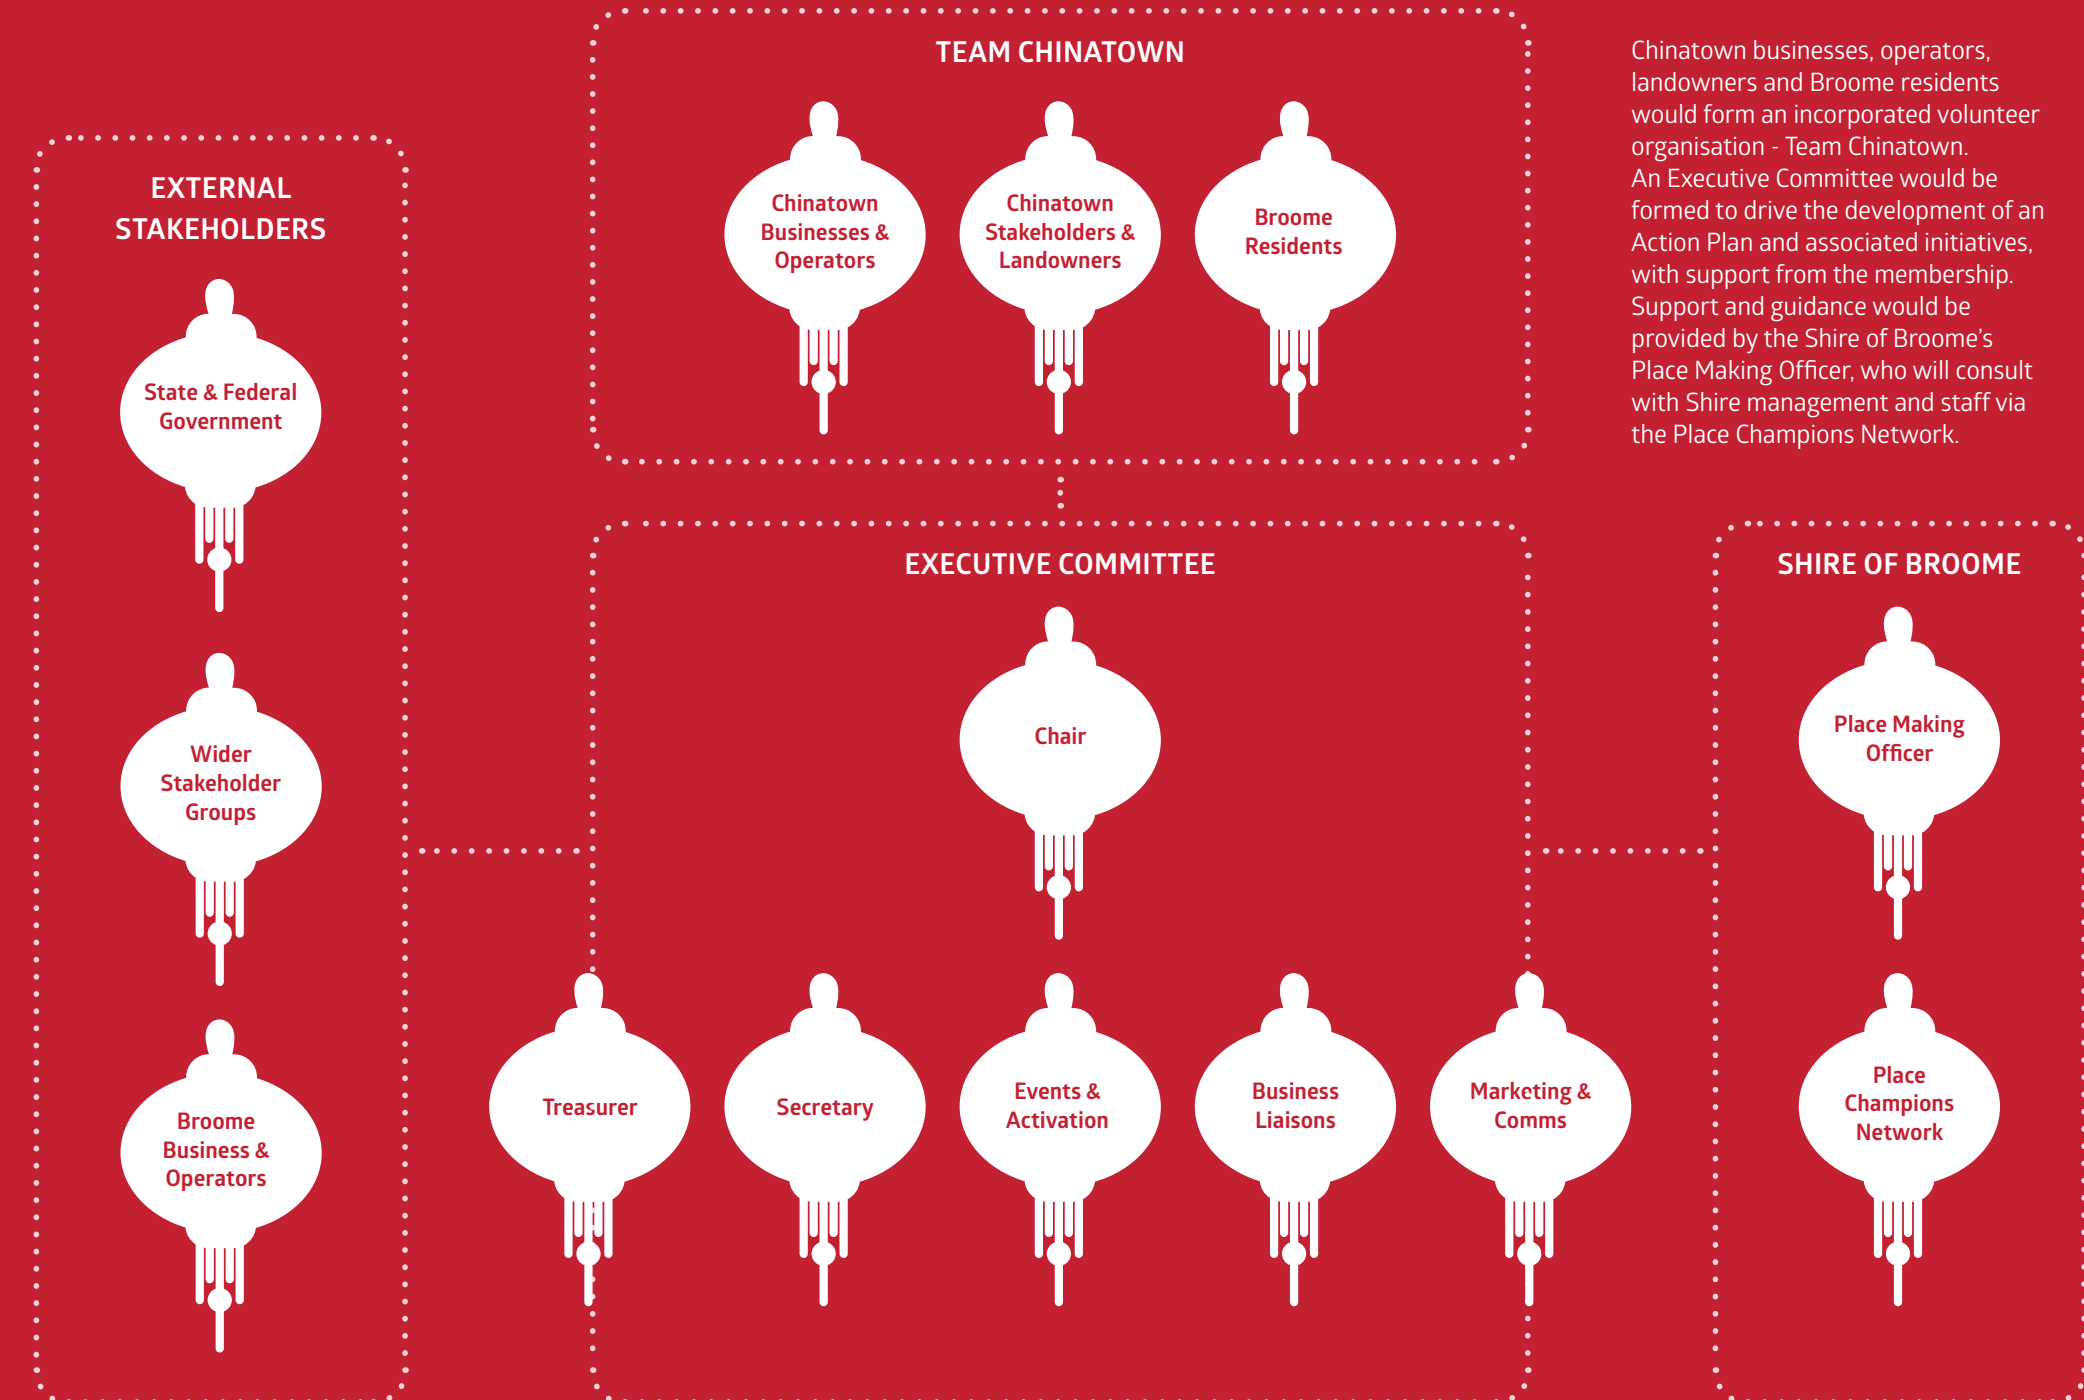 TEAM CHINATOWN
Chinatown
Businesses &
Operators
Chinatown
Stakeholders &
Landowners
Broome
Residents
Chinatown businesses, operators,
landowners and Broome residents
would form an incorporated volunteer
organisation - Team Chinatown.
An Executive Committee would be
formed to drive the development of an
Action Plan and associated initiatives,
with support from the membership.
Support and guidance would be
provided by the Shire of Broome’s
Place Making Officer, who will consult
with Shire management and staff via
the Place Champions Network.
EXTERNAL
STAKEHOLDERS
State & Federal
Government
Wider
Stakeholder
Groups
Broome
Business &
Operators
EXECUTIVE COMMITTEE
Chair
Treasurer
Secretary
Events &
Activation
Business
Liaisons
Marketing &
Comms
SHIRE OF BROOME
Place Making
Officer
Place
Champions
Network